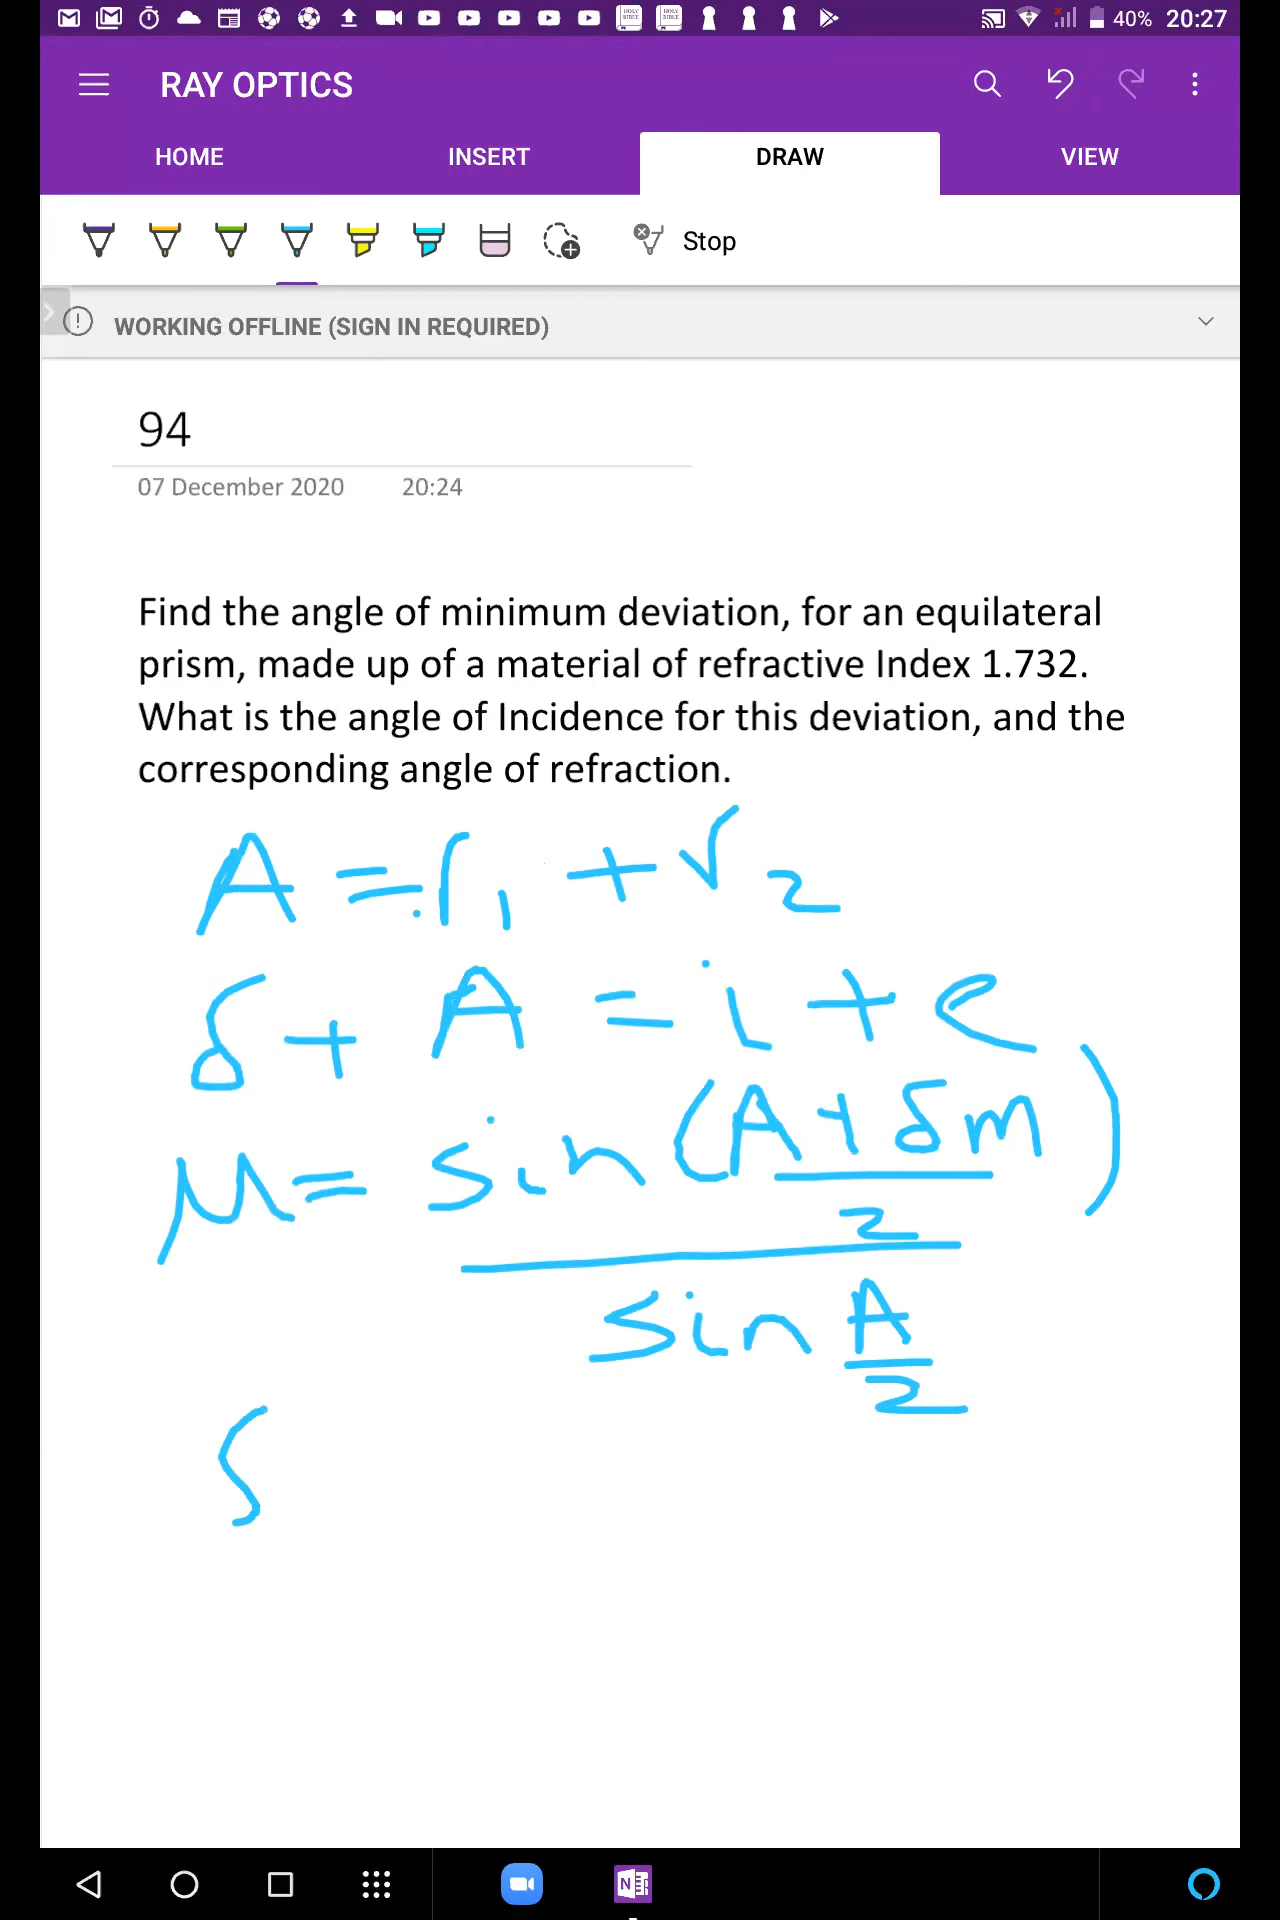 40% 20:27
RAY OPTICS
HOME INSERT DRAW VIEW
Stop
WORKING OFFLINE (SIGN IN REQUIRED)
94
07 December 2020 20:24
Find the angle of minimum deviation, for an equilateral
prism, made up of a material of refractive Index 1.732.
What is the angle of Incidence for this deviation, and the
corresponding angle of refraction.
A = r₁ + r₂
δ + A = i + e
μ = sin (A + δm
2)
sin A
2